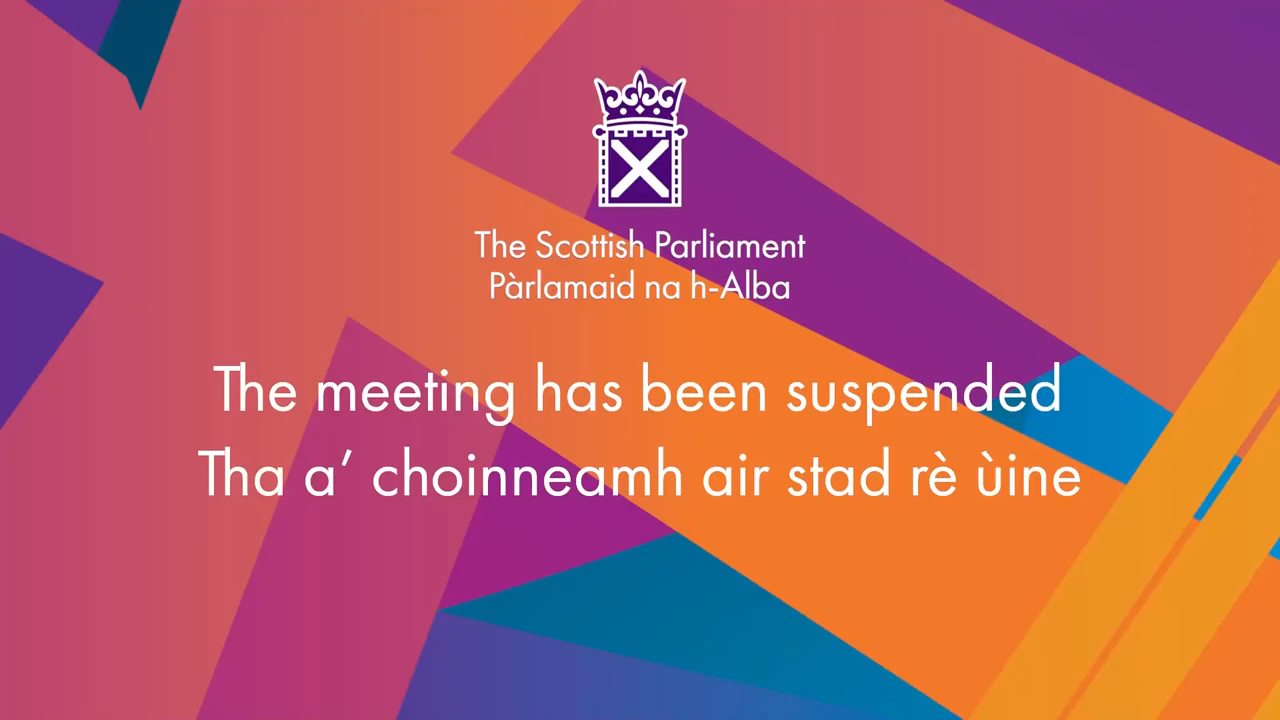 The Scottish Parliament
Pàrlamaid na h-Alba
The meeting has been suspended
Tha a’ choinneamh air stad rè ùine